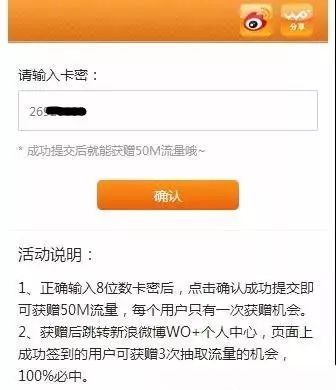 分享
请输入卡密：
* 成功提交后就能获赠50M流量哦~
确认
活动说明：
1、正确输入8位数卡密后，点击确认成功提交即
可获赠50M流量，每个用户只有一次获赠机会。
2、获赠后跳转新浪微博WO+个人中心，页面上
成功签到的用户可获赠3次抽取流量的机会，
100%必中。